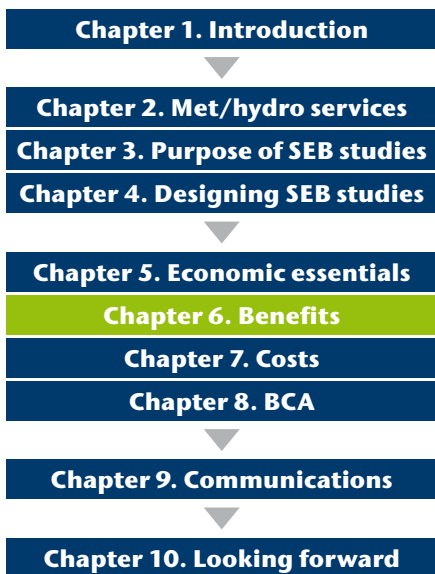 Chapter 1. Introduction
Chapter 2. Met/hydro services
Chapter 3. Purpose of SEB studies
Chapter 4. Designing SEB studies
Chapter 5. Economic essentials
Chapter 6. Benefits
Chapter 7. Costs
Chapter 8. BCA
Chapter 9. Communications
Chapter 10. Looking forward